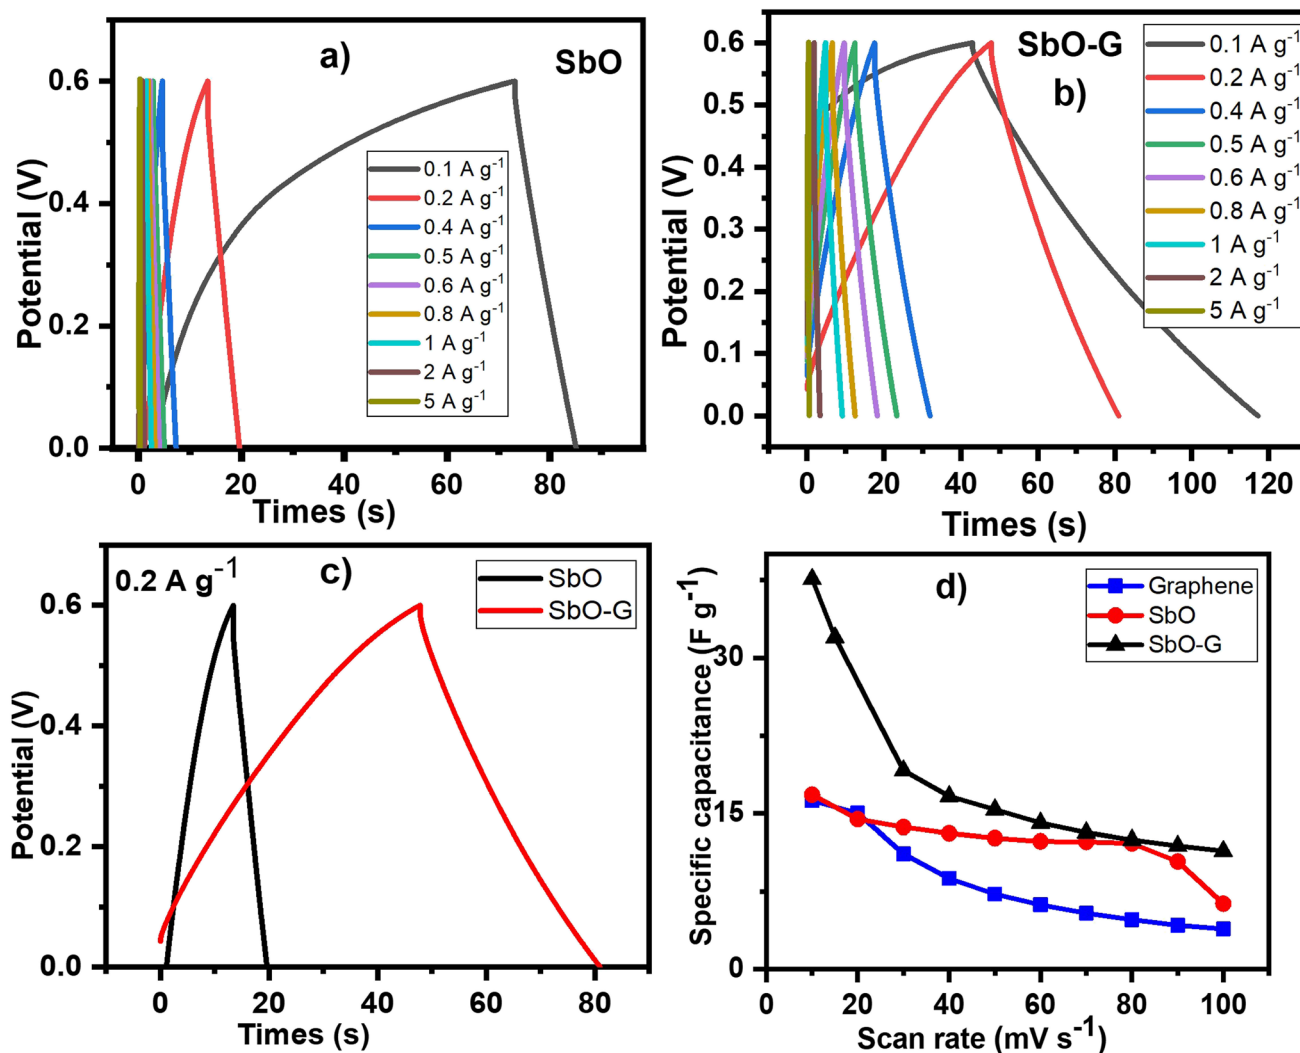 a)
SbO
0.1 A g⁻¹
0.2 A g⁻¹
0.4 A g⁻¹
0.5 A g⁻¹
0.6 A g⁻¹
0.8 A g⁻¹
1 A g⁻¹
2 A g⁻¹
5 A g⁻¹
Potential (V)
0.6
0.4
0.2
0.0
0 20 40 60 80
Times (s)
SbO-G
b)
0.1 A g⁻¹
0.2 A g⁻¹
0.4 A g⁻¹
0.5 A g⁻¹
0.6 A g⁻¹
0.8 A g⁻¹
1 A g⁻¹
2 A g⁻¹
5 A g⁻¹
Potential (V)
0.6
0.5
0.4
0.3
0.2
0.1
0.0
0 20 40 60 80 100 120
Times (s)
0.2 A g⁻¹
c)
SbO
SbO-G
Potential (V)
0.6
0.4
0.2
0.0
0 20 40 60 80
Times (s)
d)
Graphene
SbO
SbO-G
Specific capacitance (F g⁻¹)
30
15
0
0 20 40 60 80 100
Scan rate (mV s⁻¹)